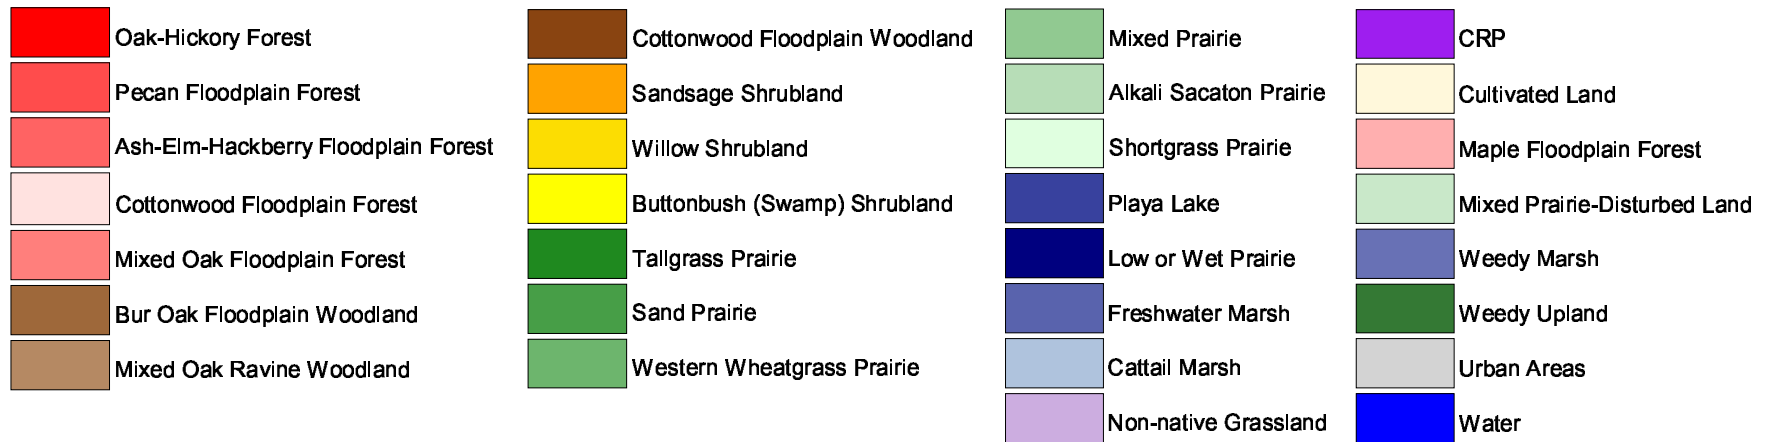 Oak-Hickory Forest
Pecan Floodplain Forest
Ash-Elm-Hackberry Floodplain Forest
Cottonwood Floodplain Forest
Mixed Oak Floodplain Forest
Bur Oak Floodplain Woodland
Mixed Oak Ravine Woodland
Cottonwood Floodplain Woodland
Sandsage Shrubland
Willow Shrubland
Buttonbush (Swamp) Shrubland
Tallgrass Prairie
Sand Prairie
Western Wheatgrass Prairie
Mixed Prairie
Alkali Sacaton Prairie
Shortgrass Prairie
Playa Lake
Low or Wet Prairie
Freshwater Marsh
Cattail Marsh
Non-native Grassland
CRP
Cultivated Land
Maple Floodplain Forest
Mixed Prairie-Disturbed Land
Weedy Marsh
Weedy Upland
Urban Areas
Water